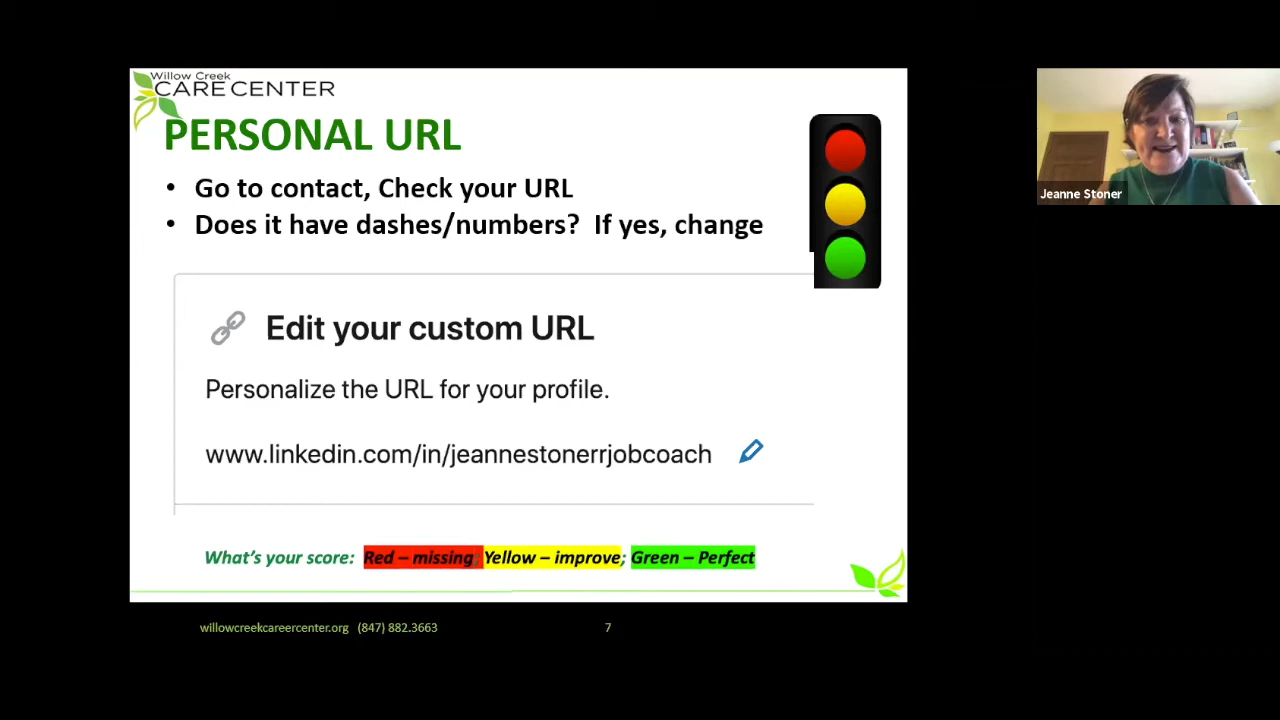 Willow Creek
CARE CENTER
PERSONAL URL
• Go to contact, Check your URL
• Does it have dashes/numbers? If yes, change
Edit your custom URL
Personalize the URL for your profile.
www.linkedin.com/in/jeannestonerrjobcoach
What's your score: Red – missing; Yellow – improve; Green – Perfect
willowcreekcareercenter.org (847) 882.3663
7
Jeanne Stoner